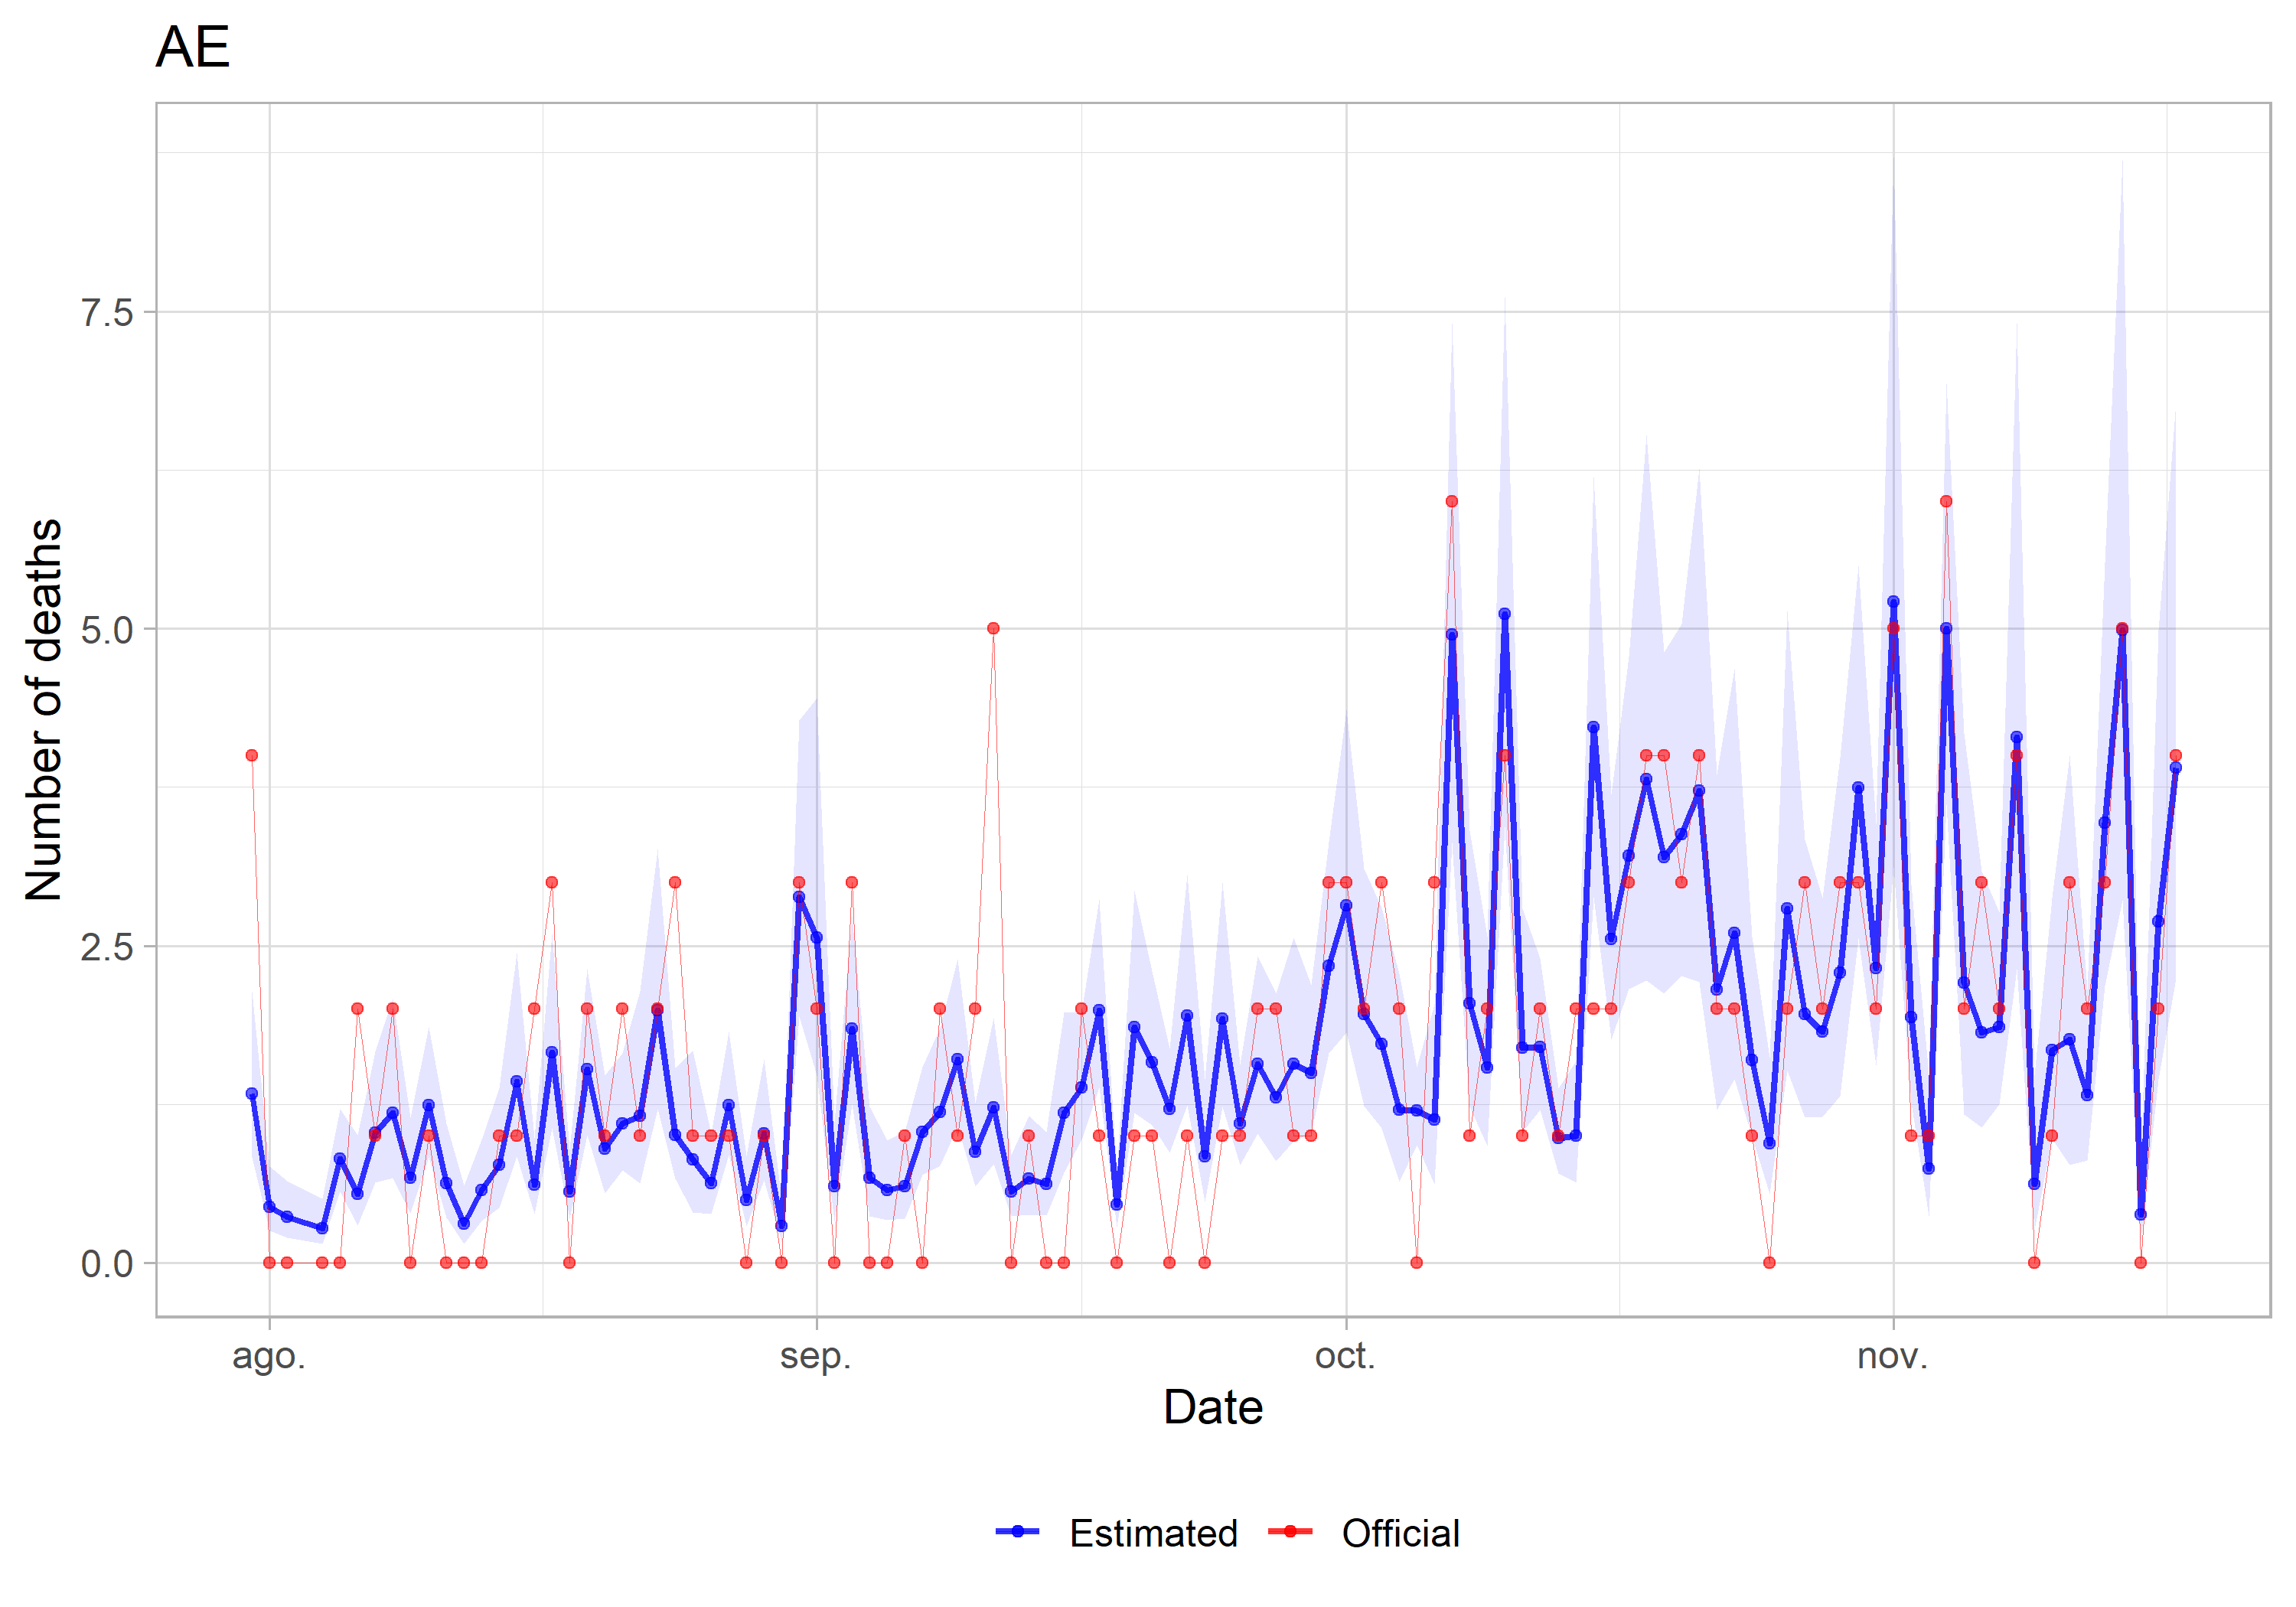 AE
Number of deaths
7.5
5.0
2.5
0.0
ago. sep. oct. nov.
Date
Estimated Official